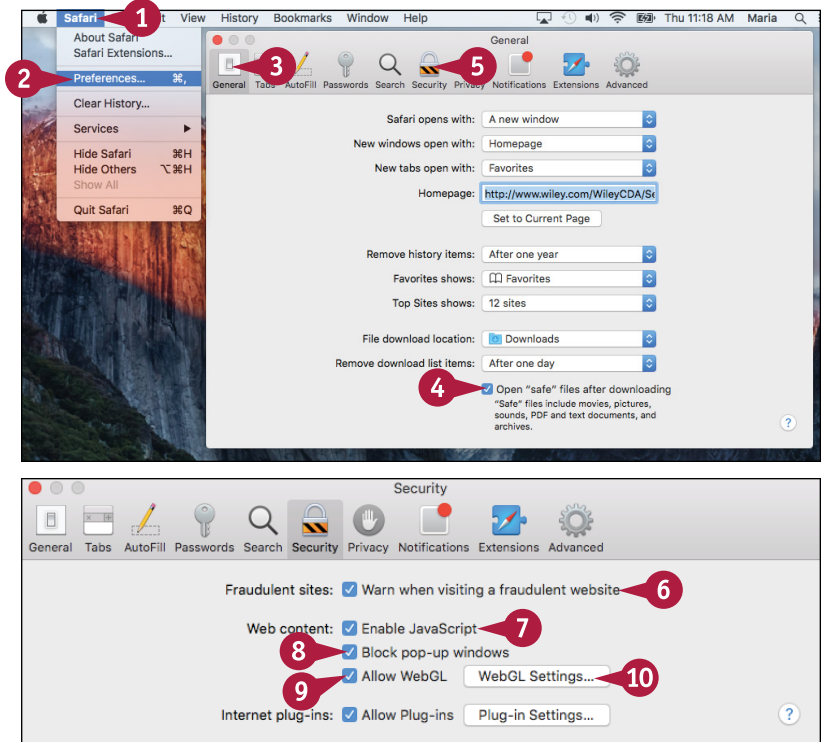 Safari t View History Bookmarks Window Help Thu 11:18 AM Maria
1
About Safari
Safari Extensions...
2
Preferences... ⌘,
Clear History...
Services
Hide Safari ⌘H
Hide Others ⌥⌘H
Show All
Quit Safari ⌘Q
General
3
5
General Tabs AutoFill Passwords Search Security Privacy Notifications Extensions Advanced
Safari opens with: A new window
New windows open with: Homepage
New tabs open with: Favorites
Homepage: http://www.wiley.com/WileyCDA/Se
Set to Current Page
Remove history items: After one year
Favorites shows: Favorites
Top Sites shows: 12 sites
File download location: Downloads
Remove download list items: After one day
4
Open "safe" files after downloading
"Safe" files include movies, pictures,
sounds, PDF and text documents, and
archives.
?
Security
General Tabs AutoFill Passwords Search Security Privacy Notifications Extensions Advanced
Fraudulent sites: Warn when visiting a fraudulent website 6
Web content: Enable JavaScript 7
8 Block pop-up windows
9 Allow WebGL WebGL Settings... 10
Internet plug-ins: Allow Plug-ins Plug-in Settings... ?